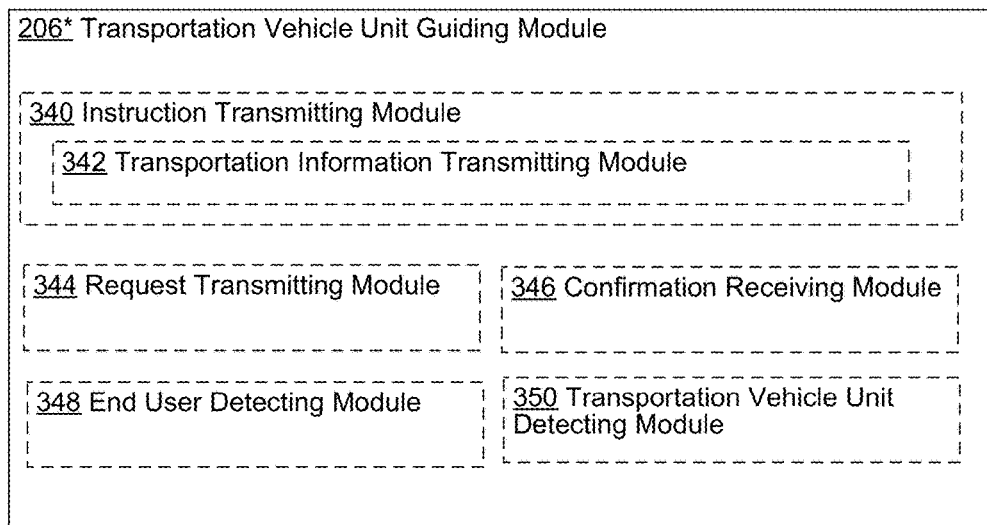 206* Transportation Vehicle Unit Guiding Module
340 Instruction Transmitting Module
342 Transportation Information Transmitting Module
344 Request Transmitting Module
346 Confirmation Receiving Module
348 End User Detecting Module
350 Transportation Vehicle Unit
Detecting Module